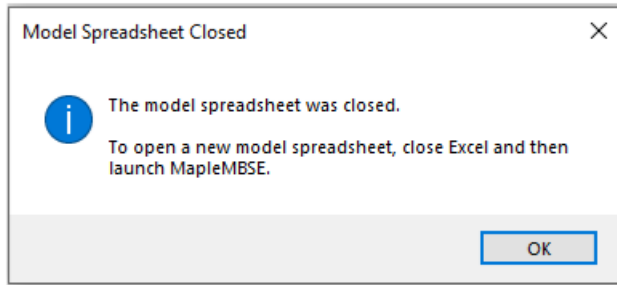 Model Spreadsheet Closed
The model spreadsheet was closed.
To open a new model spreadsheet, close Excel and then
launch MapleMBSE.
OK